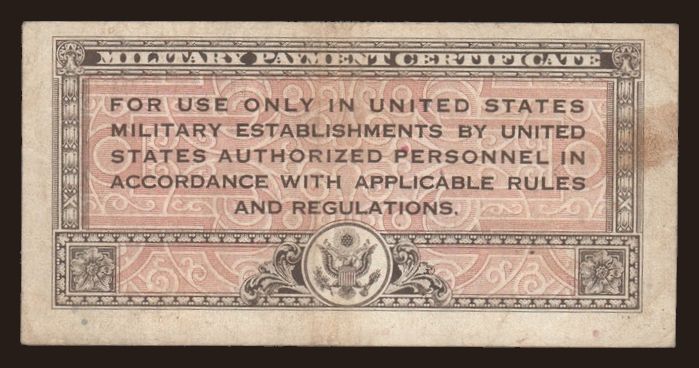 MILITARY PAYMENT CERTIFICATE
FOR USE ONLY IN UNITED STATES
MILITARY ESTABLISHMENTS BY UNITED
STATES AUTHORIZED PERSONNEL IN
ACCORDANCE WITH APPLICABLE RULES
AND REGULATIONS.